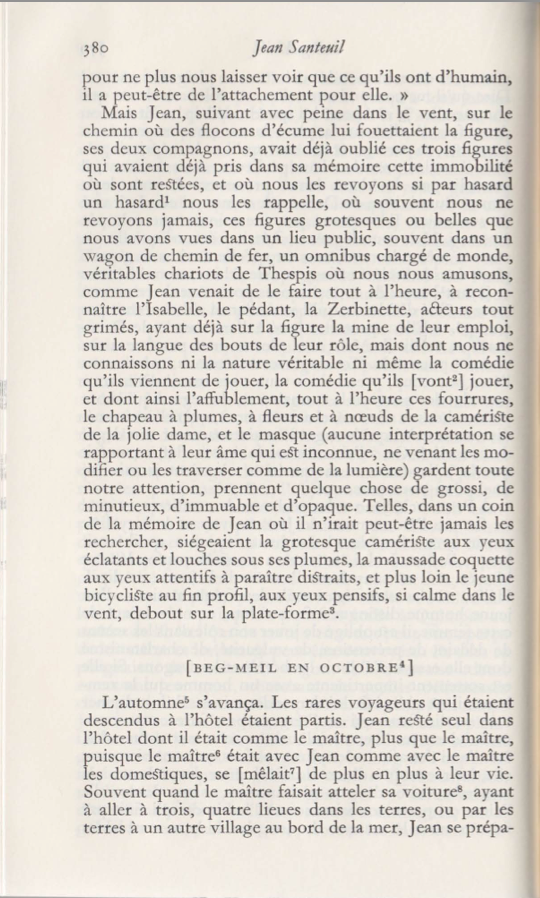 380
Jean Santeuil
pour ne plus nous laisser voir que ce qu'ils ont d'humain,
il a peut-être de l'attachement pour elle. »
Mais Jean, suivant avec peine dans le vent, sur le
chemin où des flocons d'écume lui fouettaient la figure,
ses deux compagnons, avait déjà oublié ces trois figures
qui avaient déjà pris dans sa mémoire cette immobilité
où sont restées, et où nous les revoyons si par hasard
un hasard¹ nous les rappelle, où souvent nous ne
revoyons jamais, ces figures grotesques ou belles que
nous avons vues dans un lieu public, souvent dans un
wagon de chemin de fer, un omnibus chargé de monde,
véritables chariots de Thespis où nous nous amusons,
comme Jean venait de le faire tout à l'heure, à recon-
naître l'Isabelle, le pédant, la Zerbinette, acteurs tout
grimés, ayant déjà sur la figure la mine de leur emploi,
sur la langue des bouts de leur rôle, mais dont nous ne
connaissons ni la nature véritable ni même la comédie
qu'ils viennent de jouer, la comédie qu'ils [vont²] jouer,
et dont ainsi l'affublement, tout à l'heure ces fourrures,
le chapeau à plumes, à fleurs et à nœuds de la camériste
de la jolie dame, et le masque (aucune interprétation se
rapportant à leur âme qui est inconnue, ne venant les mo-
difier ou les traverser comme de la lumière) gardent toute
notre attention, prennent quelque chose de grossi, de
minutieux, d'immuable et d'opaque. Telles, dans un coin
de la mémoire de Jean où il n'irait peut-être jamais les
rechercher, siégeaient la grotesque camériste aux yeux
éclatants et louches sous ses plumes, la maussade coquette
aux yeux attentifs à paraître distraits, et plus loin le jeune
bicycliste au fin profil, aux yeux pensifs, si calme dans le
vent, debout sur la plate-forme³.
[BEG-MEIL EN OCTOBRE⁴]
L'automne⁵ s'avança. Les rares voyageurs qui étaient
descendus à l'hôtel étaient partis. Jean resté seul dans
l'hôtel dont il était comme le maître, plus que le maître,
puisque le maître⁶ était avec Jean comme avec le maître
les domestiques, se [mêlait⁷] de plus en plus à leur vie.
Souvent quand le maître faisait atteler sa voiture⁸, ayant
à aller à trois, quatre lieues dans les terres, ou par les
terres à un autre village au bord de la mer, Jean se prépa-